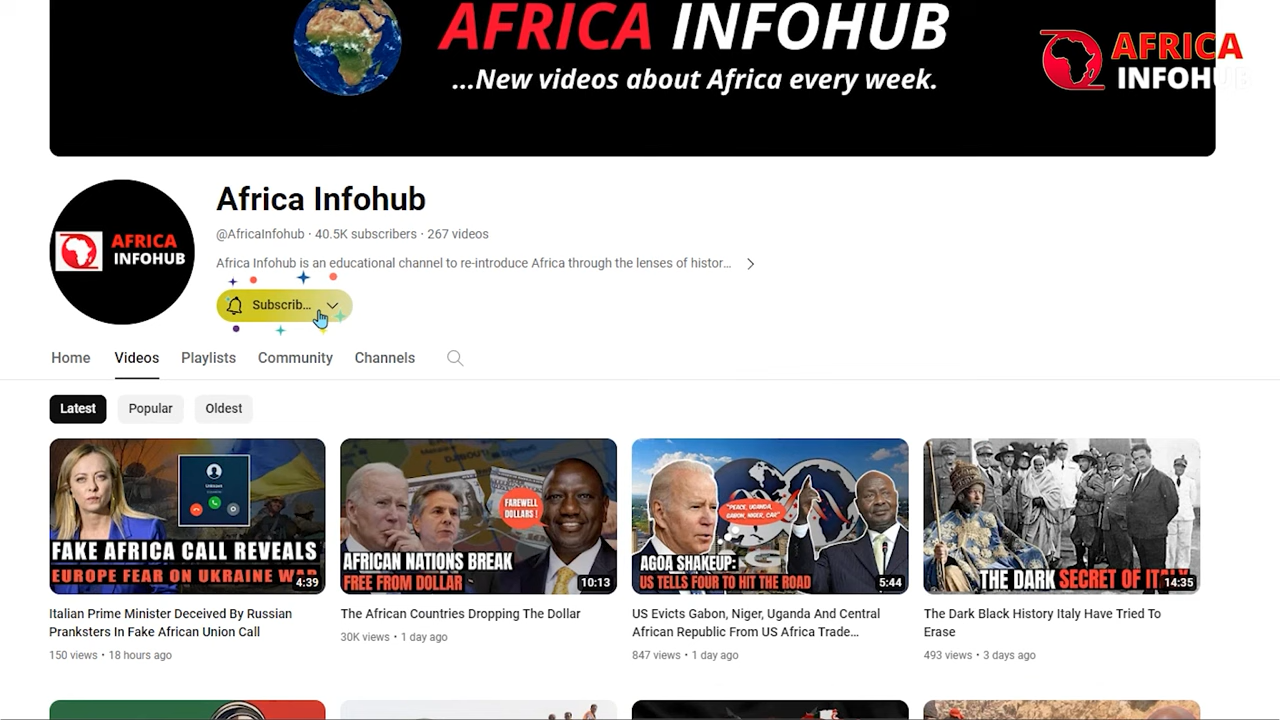 AFRICA INFOHUB
...New videos about Africa every week.
AFRICA
INFOHUB
Africa Infohub
@AfricaInfohub · 40.5K subscribers · 267 videos
Africa Infohub is an educational channel to re-introduce Africa through the lenses of histor...
AFRICA
INFOHUB
Subscrib...
Home Videos Playlists Community Channels
Latest Popular Oldest
Unknown
FAKE AFRICA CALL REVEALS
EUROPE FEAR ON UKRAINE WAR
4:39
FAREWELL
DOLLARS !
AFRICAN NATIONS BREAK
FREE FROM DOLLAR
10:13
"PEACE, UGANDA,
GABON, NIGER, CAR"
AGOA SHAKEUP:
US TELLS FOUR TO HIT THE ROAD
5:44
THE DARK SECRET OF ITALY
14:35
Italian Prime Minister Deceived By Russian
Pranksters In Fake African Union Call
150 views • 18 hours ago
The African Countries Dropping The Dollar
30K views • 1 day ago
US Evicts Gabon, Niger, Uganda And Central
African Republic From US Africa Trade...
847 views • 1 day ago
The Dark Black History Italy Have Tried To
Erase
493 views • 3 days ago